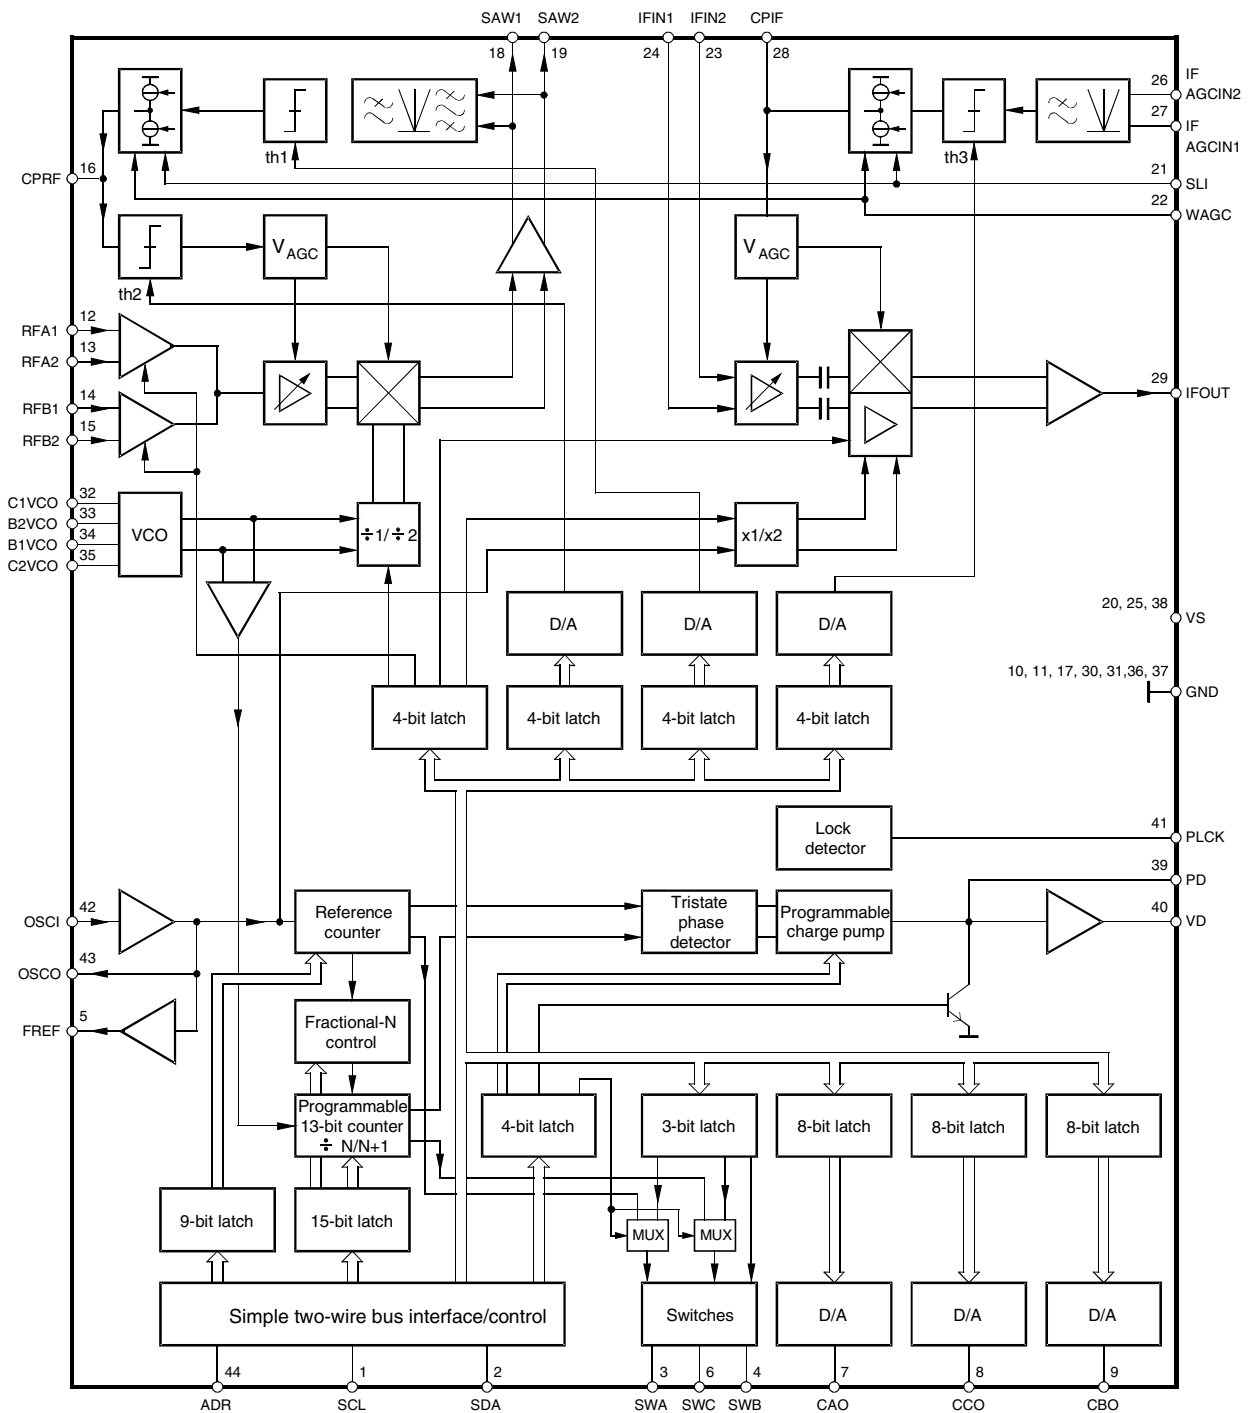 SAW1 SAW2 IFIN1 IFIN2 CPIF
18 19 24 23 28
IF
26 AGCIN2
27 IF
AGCIN1
th1
th3
16
CPRF
21
SLI
22
WAGC
V AGC
V AGC
th2
12
RFA1
13
RFA2
14
RFB1
15
RFB2
29
IFOUT
32
C1VCO
33
B2VCO
34
B1VCO
35
C2VCO
VCO
÷1/÷2
x1/x2
D/A D/A D/A
20, 25, 38
VS
10, 11, 17, 30, 31,36, 37
GND
4-bit latch 4-bit latch 4-bit latch 4-bit latch
Lock
detector
41
PLCK
39
PD
42
OSCI
Reference
counter
Tristate
phase
detector
Programmable
charge pump
40
VD
43
OSCO
5
FREF
Fractional-N
control
Programmable
13-bit counter
÷ N/N+1
4-bit latch 3-bit latch 8-bit latch 8-bit latch 8-bit latch
9-bit latch 15-bit latch
MUX MUX
Simple two-wire bus interface/control
Switches D/A D/A D/A
44 1 2 3 6 4 7 8 9
ADR SCL SDA SWA SWC SWB CAO CCO CBO